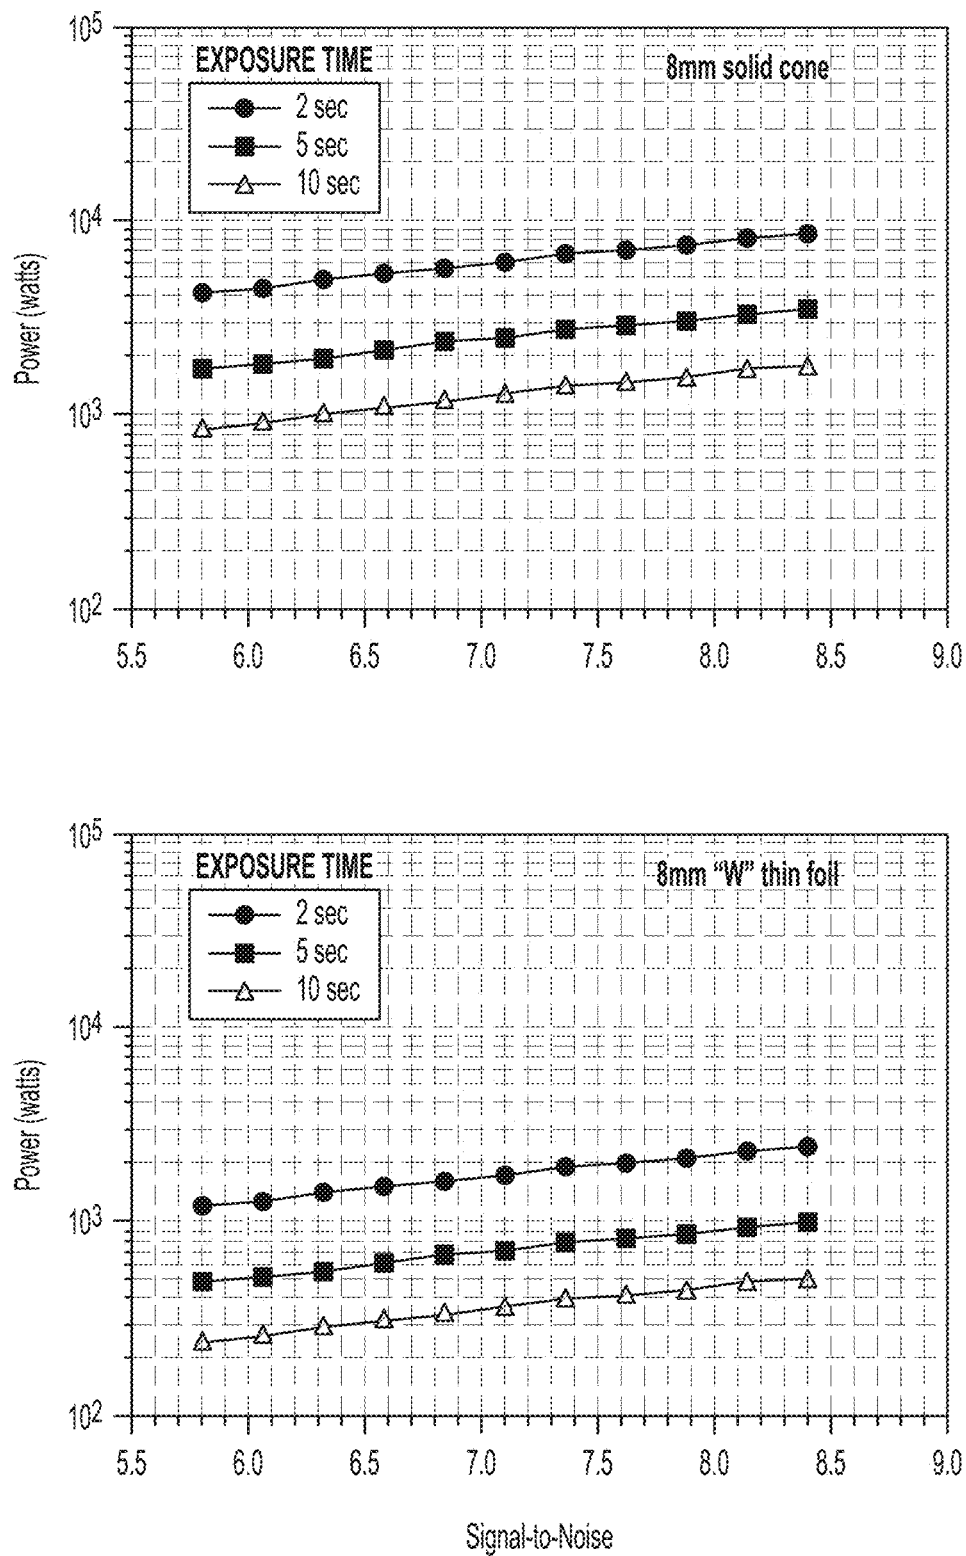 10⁵
EXPOSURE TIME
8mm solid cone
2 sec
5 sec
10 sec
10⁴
Power (watts)
10³
10²
5.5 6.0 6.5 7.0 7.5 8.0 8.5 9.0
10⁵
EXPOSURE TIME
8mm “W” thin foil
2 sec
5 sec
10 sec
10⁴
Power (watts)
10³
10²
5.5 6.0 6.5 7.0 7.5 8.0 8.5 9.0
Signal-to-Noise